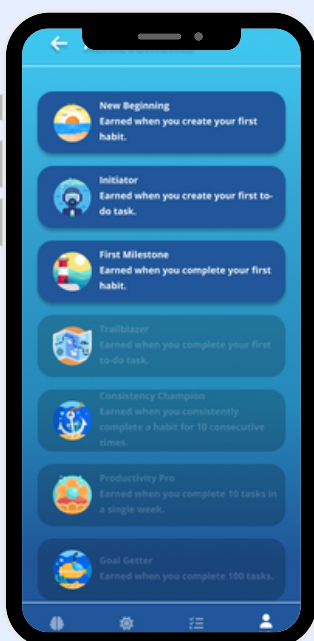 Achievements
New Beginning
Earned when you create your first
habit.
Initiator
Earned when you create your first to-
do task.
First Milestone
Earned when you complete your first
habit.
Trailblazer
Earned when you complete your first
to-do task.
Consistency Champion
Earned when you consistently
complete a habit for 10 consecutive
times.
Productivity Pro
Earned when you complete 10 tasks in
a single week.
Goal Getter
Earned when you complete 100 tasks.